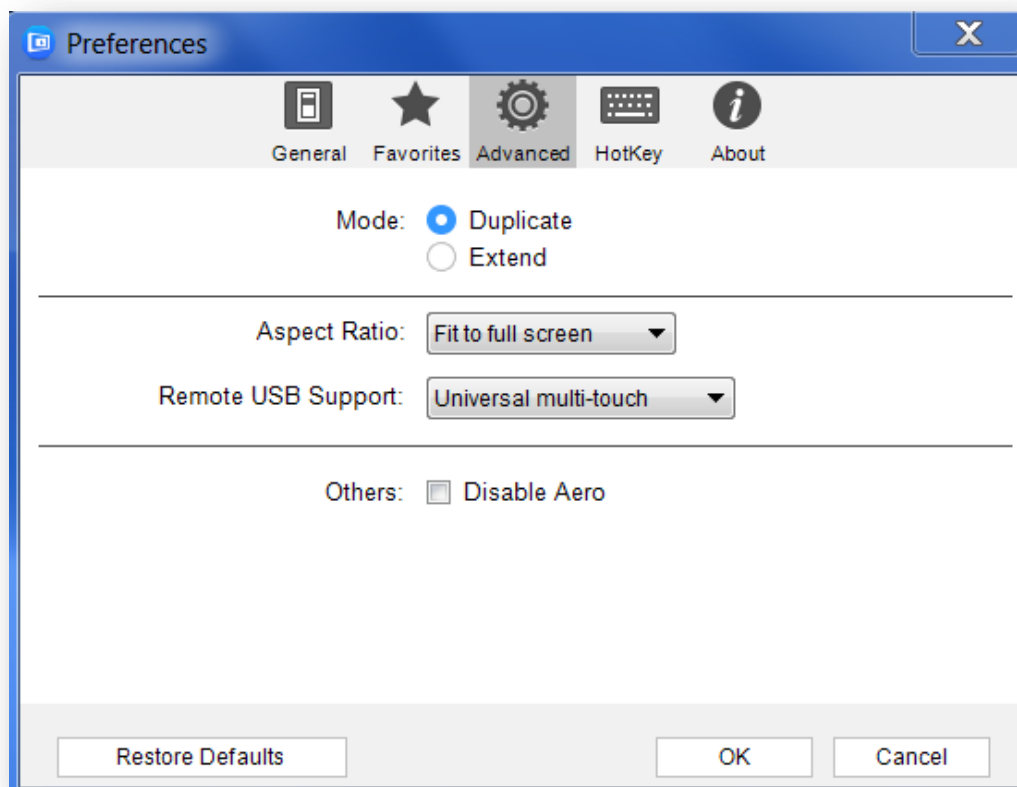 Preferences
X
General Favorites Advanced HotKey About
Mode: Duplicate
Extend
Aspect Ratio: Fit to full screen
Remote USB Support: Universal multi-touch
Others: Disable Aero
Restore Defaults OK Cancel